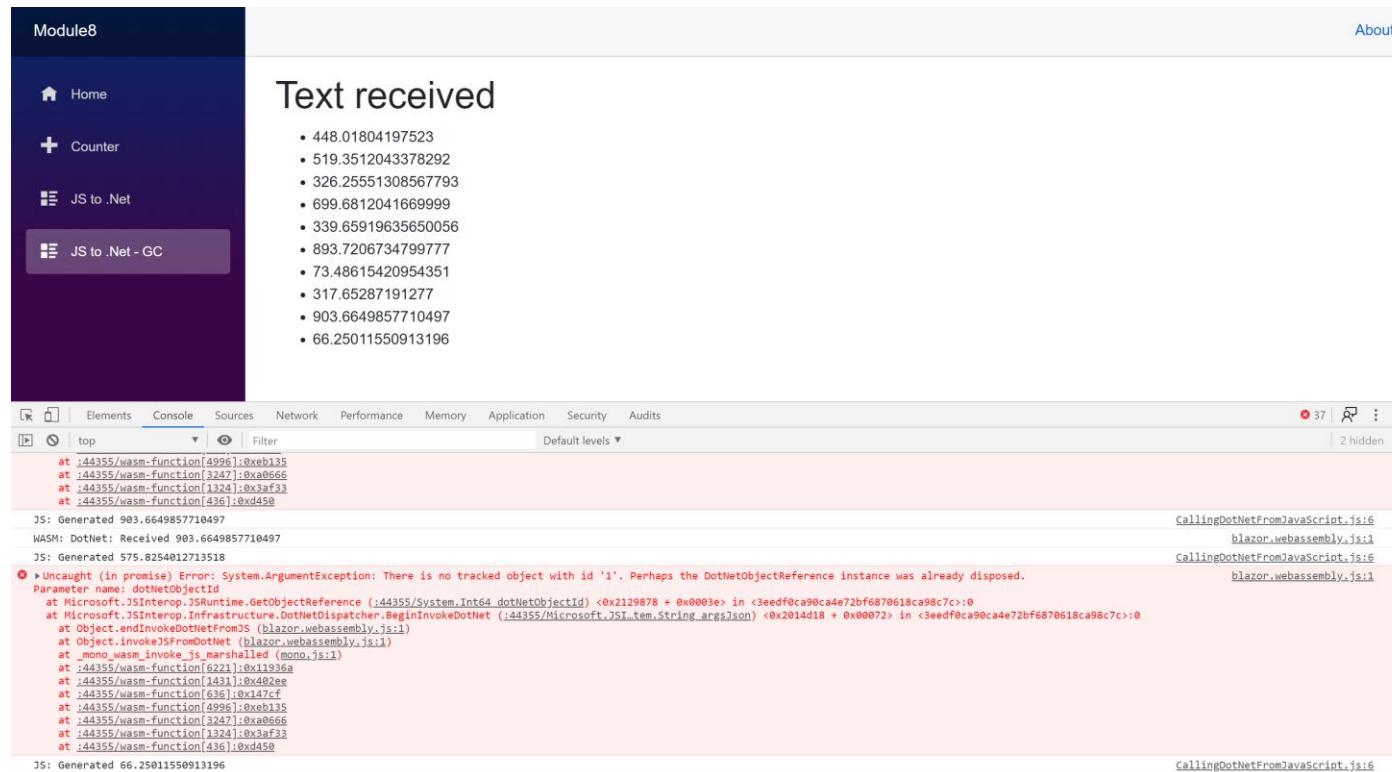 Module8
About
Home
Counter
JS to .Net
JS to .Net - GC
Text received
• 448.01804197523
• 519.3512043378292
• 326.25551308567793
• 699.6812041669999
• 339.65919635650056
• 893.7206734799777
• 73.48615420954351
• 317.65287191277
• 903.6649857710497
• 66.25011550913196
Elements Console Sources Network Performance Memory Application Security Audits 37
top Filter Default levels ▼ 2 hidden
at :44355/wasm-function[4996]:0xeb135
at :44355/wasm-function[3247]:0xa0666
at :44355/wasm-function[1324]:0x3af33
at :44355/wasm-function[436]:0xd450
JS: Generated 903.6649857710497 CallingDotNetFromJavaScript.js:6
WASM: DotNet: Received 903.6649857710497 blazor.webassembly.js:1
JS: Generated 575.8254012713518 CallingDotNetFromJavaScript.js:6
▶Uncaught (in promise) Error: System.ArgumentException: There is no tracked object with id '1'. Perhaps the DotNetObjectReference instance was already disposed. blazor.webassembly.js:1
Parameter name: dotNetObjectId
at Microsoft.JSInterop.JSRuntime.GetObjectReference (:44355/System.Int64 dotNetObjectId) <0x2129878 + 0x0003e> in <3eedf0ca90ca4e72bf6870618ca98c7c>:0
at Microsoft.JSInterop.Infrastructure.DotNetDispatcher.BeginInvokeDotNet (:44355/Microsoft.JSI…tem.String argsJson) <0x2014d18 + 0x00072> in <3eedf0ca90ca4e72bf6870618ca98c7c>:0
at Object.endInvokeDotNetFromJS (blazor.webassembly.js:1)
at Object.invokeJSFromDotNet (blazor.webassembly.js:1)
at _mono_wasm_invoke_js_marshalled (mono.js:1)
at :44355/wasm-function[6221]:0x11936a
at :44355/wasm-function[1431]:0x402ee
at :44355/wasm-function[636]:0x147cf
at :44355/wasm-function[4996]:0xeb135
at :44355/wasm-function[3247]:0xa0666
at :44355/wasm-function[1324]:0x3af33
at :44355/wasm-function[436]:0xd450
JS: Generated 66.25011550913196 CallingDotNetFromJavaScript.js:6